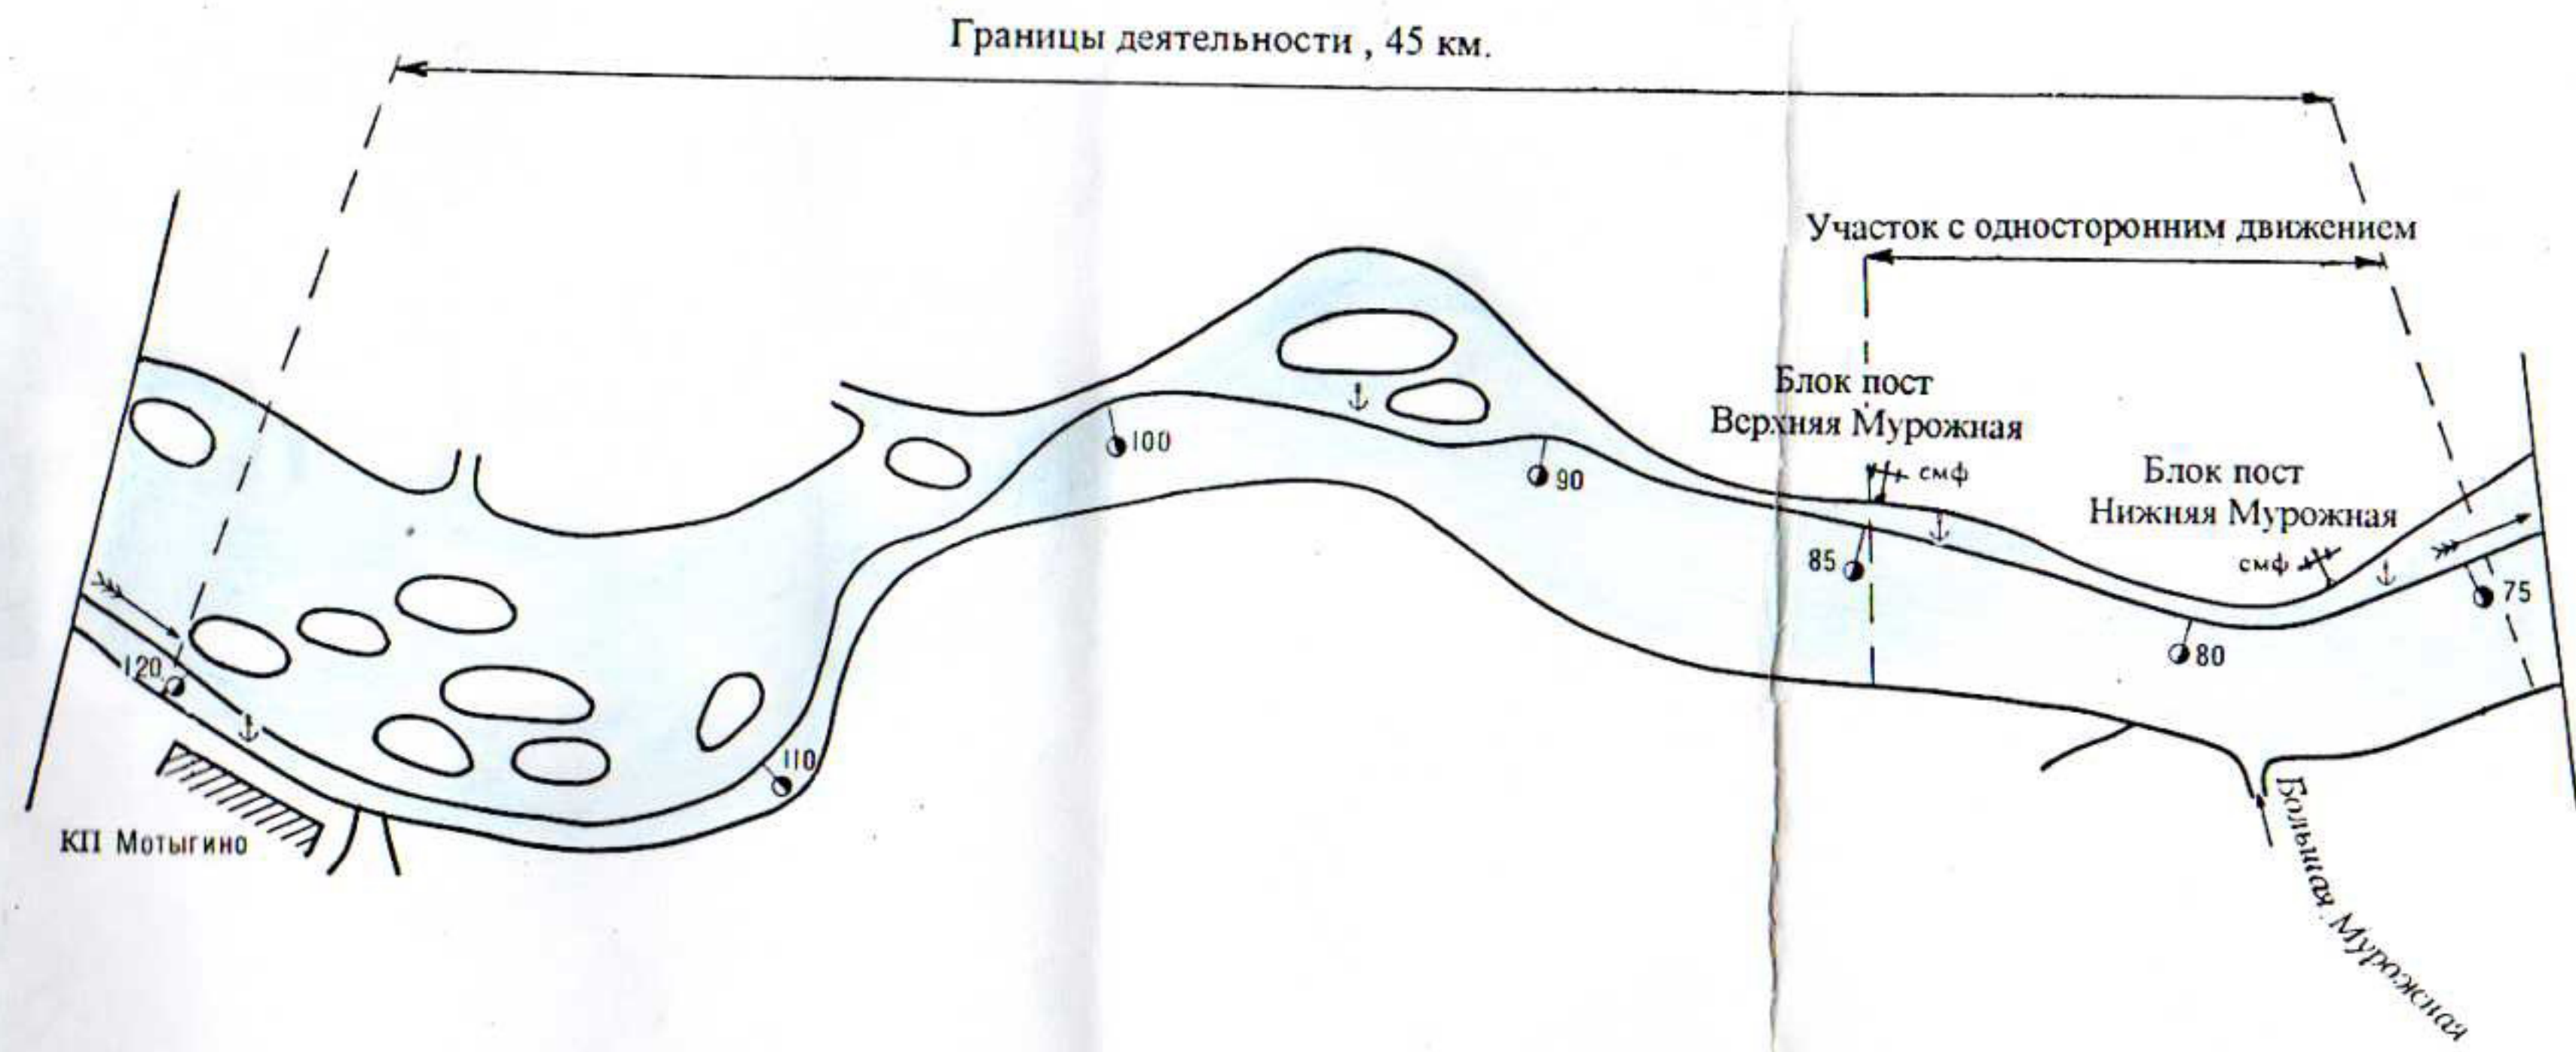 Границы деятельности , 45 км.
Участок с односторонним движением
Блок пост
Верхняя Мурожная
смф
Блок пост
Нижняя Мурожная
смф
100
90
85
80
75
120
110
КП Мотыгино
Большая Мурожная